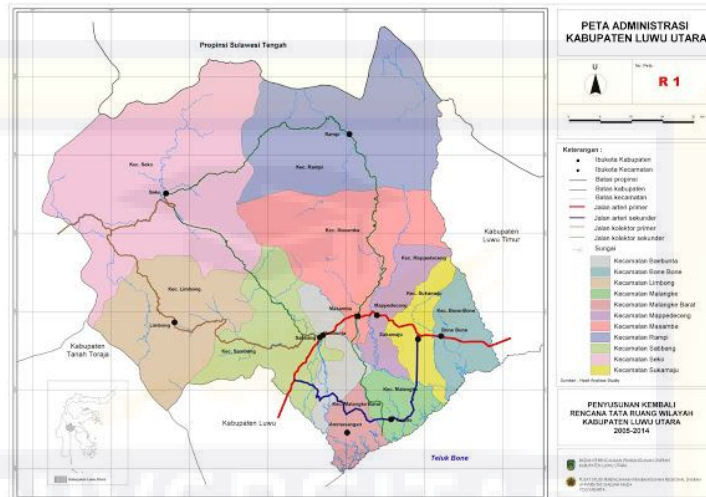 PETA ADMINISTRASI
KABUPATEN LUWU UTARA
U
R 1
Keterangan :
Ibukota Kabupaten
Ibukota Kecamatan
Batas propinsi
Batas kabupaten
Batas kecamatan
Jalan arteri primer
Jalan arteri sekunder
Jalan kolektor primer
Jalan kolektor sekunder
Sungai
Kecamatan Baebunta
Kecamatan Bone Bone
Kecamatan Limbong
Kecamatan Malangke
Kecamatan Malangke Barat
Kecamatan Mappedeceng
Kecamatan Masamba
Kecamatan Rampi
Kecamatan Sabbang
Kecamatan Seko
Kecamatan Sukamaju
PENYUSUNAN KEMBALI
RENCANA TATA RUANG WILAYAH
KABUPATEN LUWU UTARA
2005-2014
Propinsi Sulawesi Tengah
Rampi
Kec. Seko
Kec. Rampi
Seko
Kec. Masamba
Kabupaten
Luwu Timur
Kec. Mappedeceng
Kec. Limbong
Kec. Sukamaju
Kec. Bone-Bone
Masamba
Mappedeceng
Limbong
Sabbang
Sukamaju
Bone Bone
Kabupaten
Tanah Toraja
Kec. Sabbang
Kec. Malangke
Kec. Malangke Barat
Kabupaten Luwu
Teluk Bone